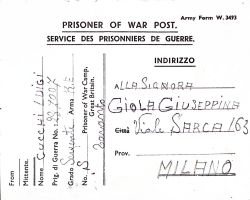 Army Form W. 3493
PRISONER OF WAR POST.
SERVICE DES PRISONNIERS DE GUERRE.
INDIRIZZO
ALLA SIGNORA
GIOLA GIUSEPPINA
Città Viale SARCA 163
Prov.
MILANO
From
Mittente.
Nome CUCCHI LUIGI
Prig. di Guerra No.
Grado Arma
No. Prisoner of War Camp,
Great Britain.